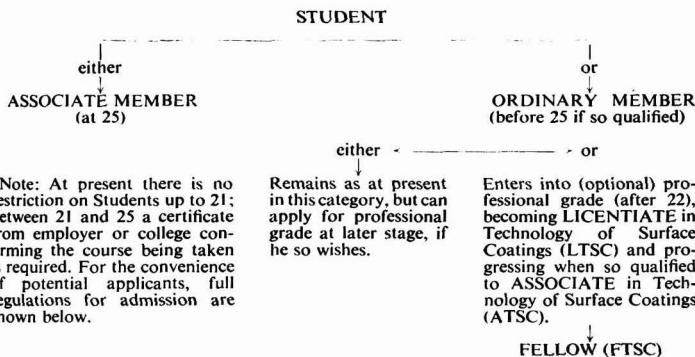 STUDENT
either
or
ASSOCIATE MEMBER
(at 25)
ORDINARY MEMBER
(before 25 if so qualified)
either
or
Note: At present there is no
estriction on Students up to 21;
etween 21 and 25 a certificate
rom employer or college con-
rming the course being taken
s required. For the convenience
f potential applicants, full
egulations for admission are
hown below.
Remains as at present
in this category, but can
apply for professional
grade at later stage, if
he so wishes.
Enters into (optional) pro-
fessional grade (after 22),
becoming LICENTIATE in
Technology of Surface
Coatings (LTSC) and pro-
gressing when so qualified
to ASSOCIATE in Tech-
nology of Surface Coatings
(ATSC).
FELLOW (FTSC)